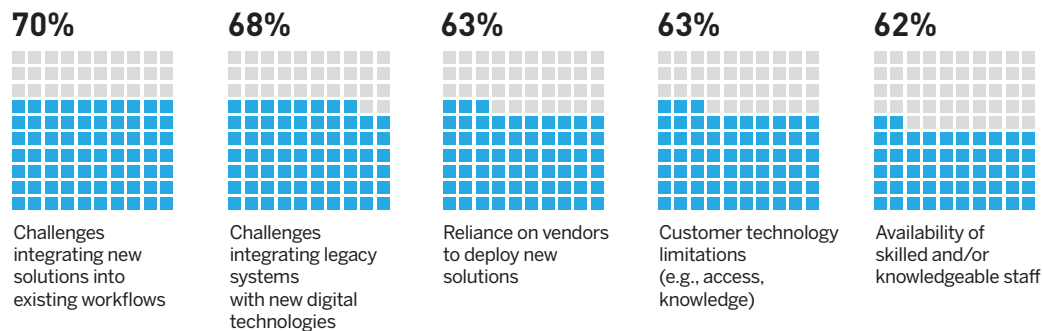 70%
Challenges
integrating new
solutions into
existing workflows
68%
Challenges
integrating legacy
systems
with new digital
technologies
63%
Reliance on vendors
to deploy new
solutions
63%
Customer technology
limitations
(e.g., access,
knowledge)
62%
Availability of
skilled and/or
knowledgeable staff